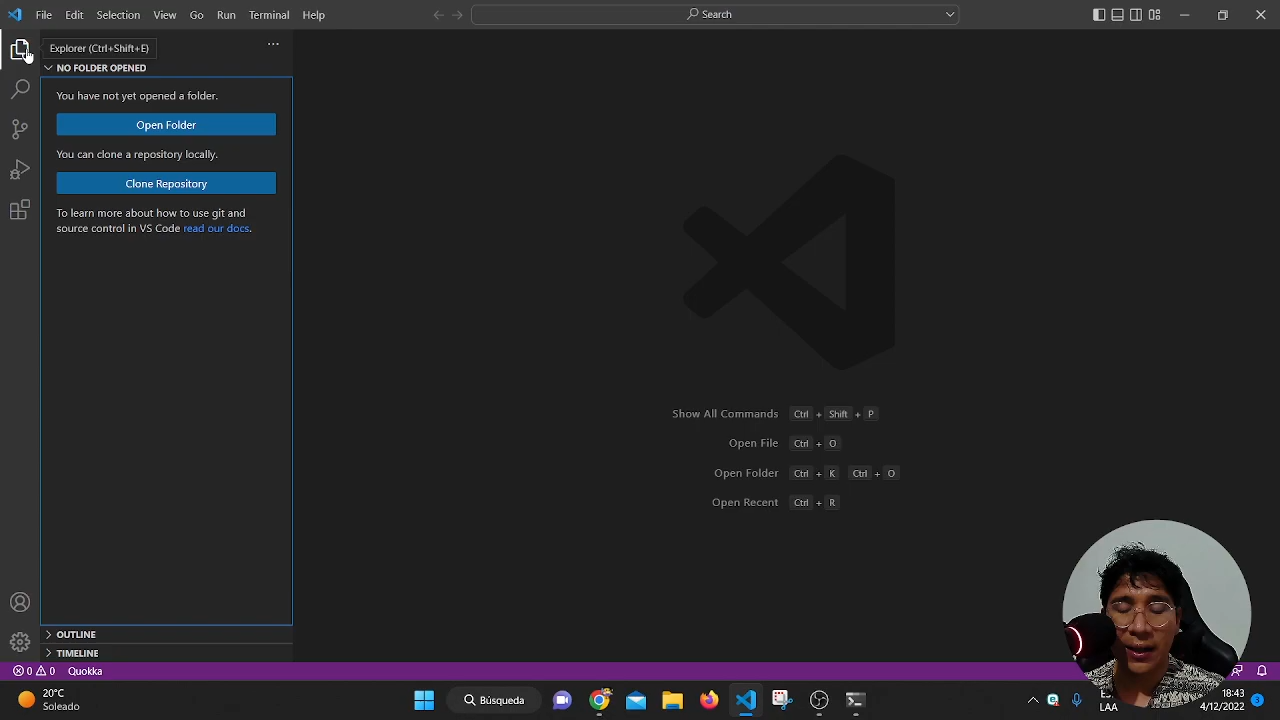 File Edit Selection View Go Run Terminal Help
Search
Explorer (Ctrl+Shift+E)
NO FOLDER OPENED
You have not yet opened a folder.
Open Folder
You can clone a repository locally.
Clone Repository
To learn more about how to use git and
source control in VS Code read our docs.
Show All Commands Ctrl + Shift + P
Open File Ctrl + O
Open Folder Ctrl + K Ctrl + O
Open Recent Ctrl + R
OUTLINE
TIMELINE
0 0 Quokka
20°C
Soleado
Búsqueda
LAA
18:43
4/12/2022
3